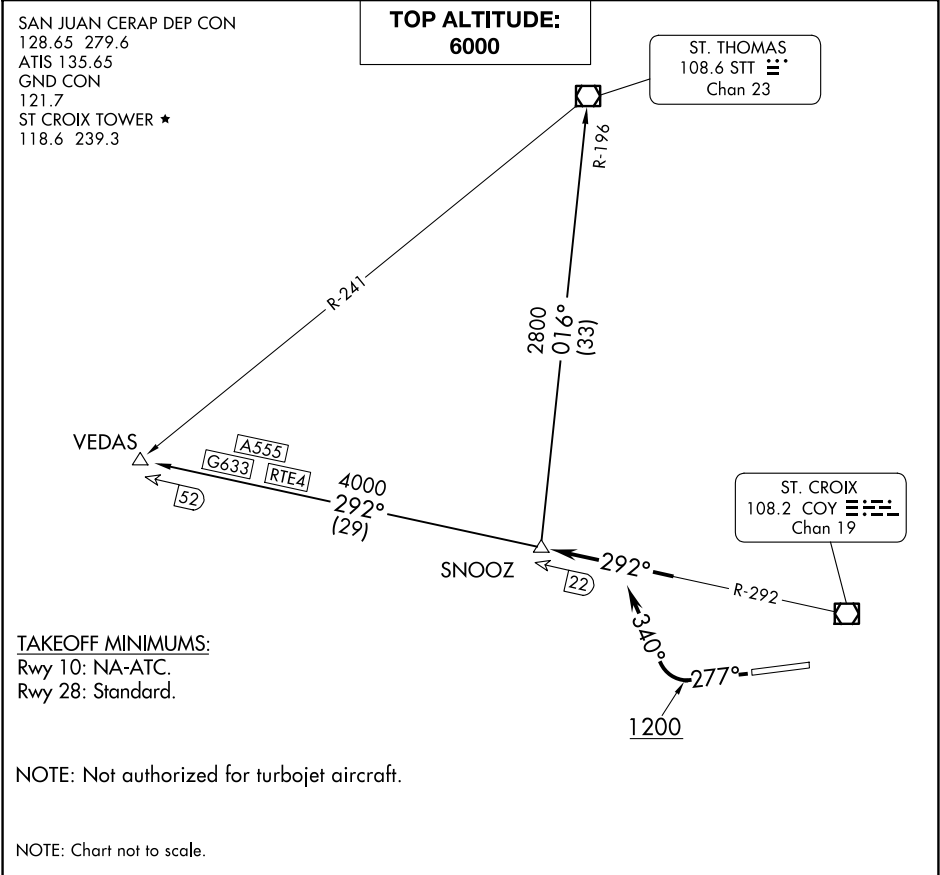 SAN JUAN CERAP DEP CON
128.65 279.6
ATIS 135.65
GND CON
121.7
ST CROIX TOWER ★
118.6 239.3
TOP ALTITUDE:
6000
ST. THOMAS
108.6 STT
Chan 23
R-196
R-241
2800
016°
(33)
VEDAS
A555
G633
RTE4
52
4000
292°
(29)
SNOOZ
22
292°
R-292
ST. CROIX
108.2 COY
Chan 19
340°
277°
1200
TAKEOFF MINIMUMS:
Rwy 10: NA-ATC.
Rwy 28: Standard.
NOTE: Not authorized for turbojet aircraft.
NOTE: Chart not to scale.